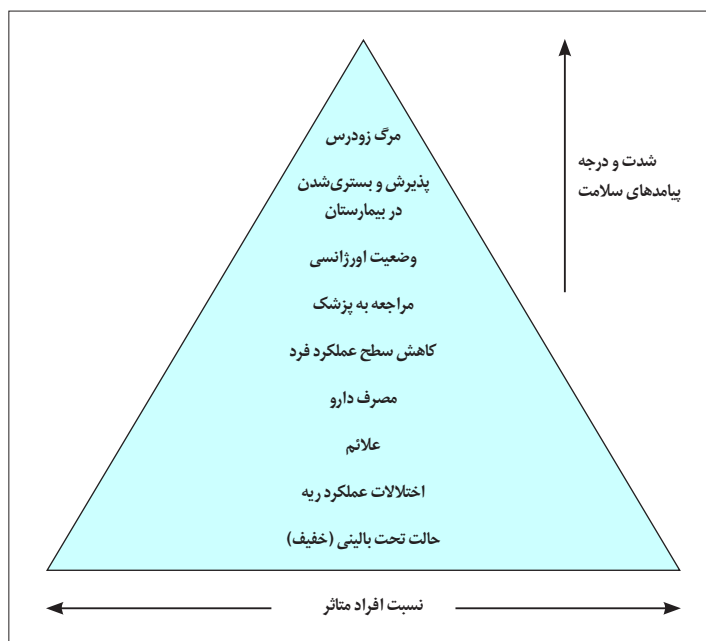 مرگ زودرس
پذیرش و بستری‌شدن
در بیمارستان
وضعیت اورژانسی
مراجعه به پزشک
کاهش سطح عملکرد فرد
مصرف دارو
علائم
اختلالات عملکرد ریه
حالت تحت بالینی (خفیف)
شدت و درجه
پیامدهای سلامت
نسبت افراد متاثر